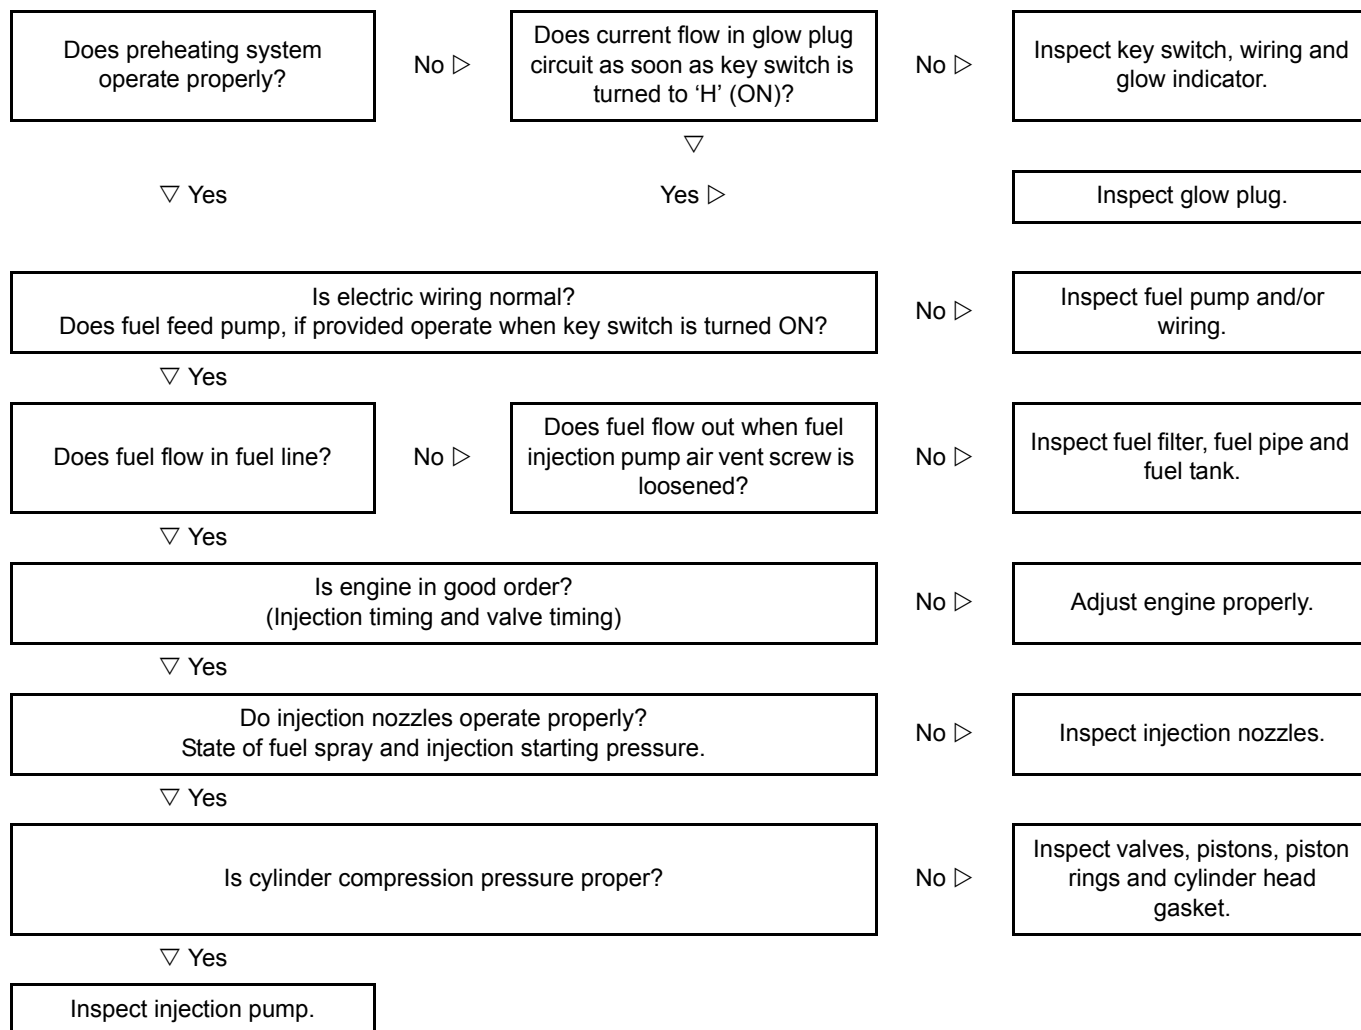 Does preheating system
operate properly?
No ▷
Does current flow in glow plug
circuit as soon as key switch is
turned to ‘H’ (ON)?
No ▷
Inspect key switch, wiring and
glow indicator.
▽
▽ Yes
Yes ▷
Inspect glow plug.
Is electric wiring normal?
Does fuel feed pump, if provided operate when key switch is turned ON?
No ▷
Inspect fuel pump and/or
wiring.
▽ Yes
Does fuel flow in fuel line?
No ▷
Does fuel flow out when fuel
injection pump air vent screw is
loosened?
No ▷
Inspect fuel filter, fuel pipe and
fuel tank.
▽ Yes
Is engine in good order?
(Injection timing and valve timing)
No ▷
Adjust engine properly.
▽ Yes
Do injection nozzles operate properly?
State of fuel spray and injection starting pressure.
No ▷
Inspect injection nozzles.
▽ Yes
Is cylinder compression pressure proper?
No ▷
Inspect valves, pistons, piston
rings and cylinder head
gasket.
▽ Yes
Inspect injection pump.